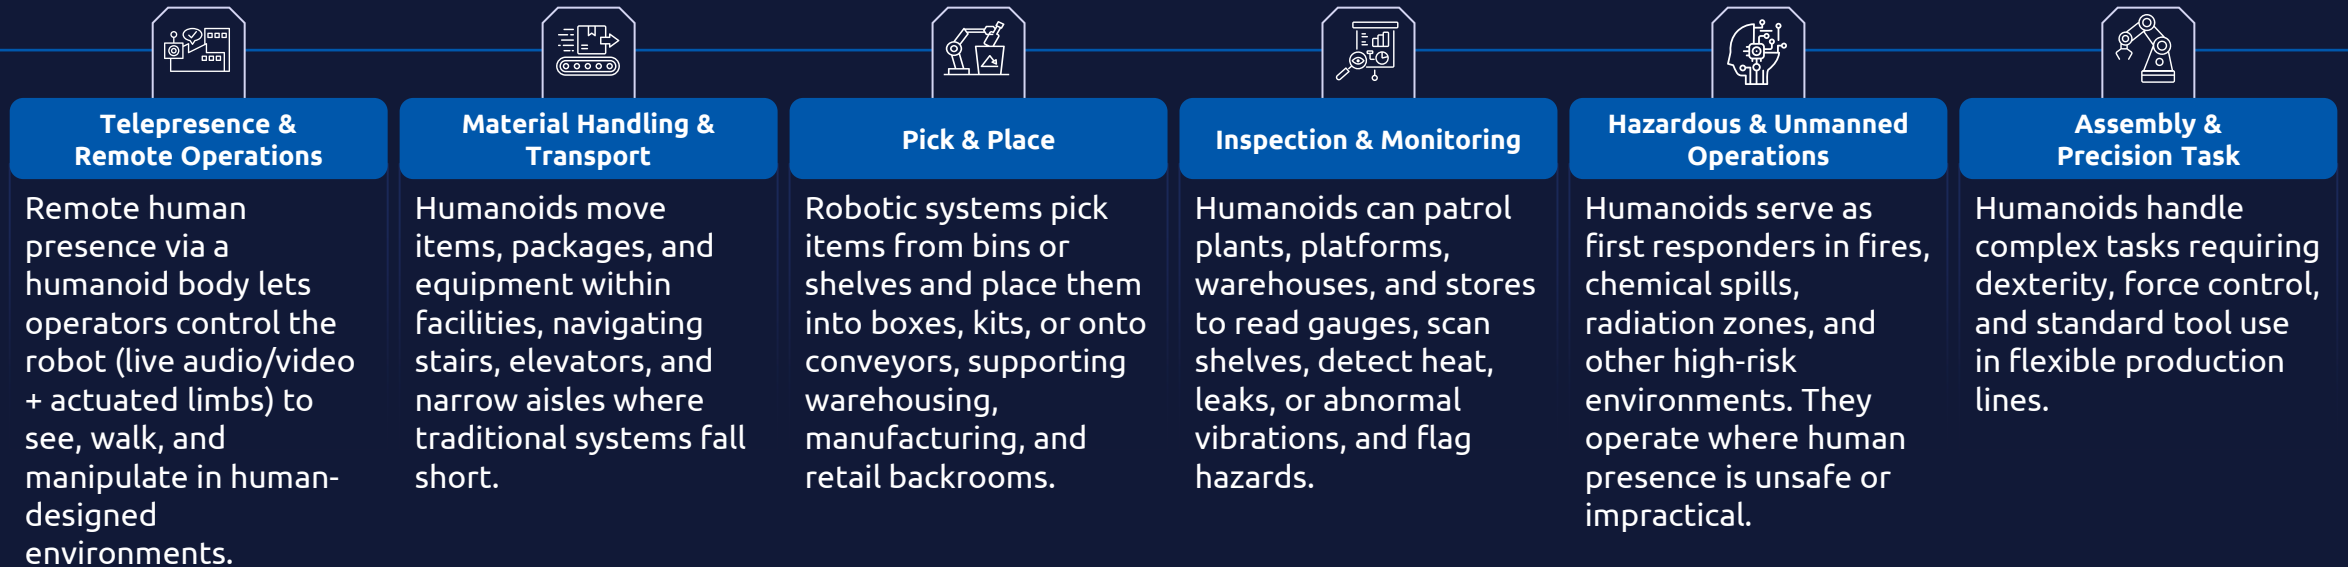 Telepresence &
Remote Operations
Remote human
presence via a
humanoid body lets
operators control the
robot (live audio/video
+ actuated limbs) to
see, walk, and
manipulate in human-
designed
environments.
Material Handling &
Transport
Humanoids move
items, packages, and
equipment within
facilities, navigating
stairs, elevators, and
narrow aisles where
traditional systems fall
short.
Pick & Place
Robotic systems pick
items from bins or
shelves and place them
into boxes, kits, or onto
conveyors, supporting
warehousing,
manufacturing, and
retail backrooms.
Inspection & Monitoring
Humanoids can patrol
plants, platforms,
warehouses, and stores
to read gauges, scan
shelves, detect heat,
leaks, or abnormal
vibrations, and flag
hazards.
Hazardous & Unmanned
Operations
Humanoids serve as
first responders in fires,
chemical spills,
radiation zones, and
other high-risk
environments. They
operate where human
presence is unsafe or
impractical.
Assembly &
Precision Task
Humanoids handle
complex tasks requiring
dexterity, force control,
and standard tool use
in flexible production
lines.